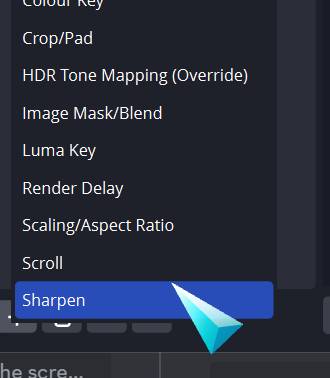 Colour Key
Crop/Pad
HDR Tone Mapping (Override)
Image Mask/Blend
Luma Key
Render Delay
Scaling/Aspect Ratio
Scroll
Sharpen
he scre...